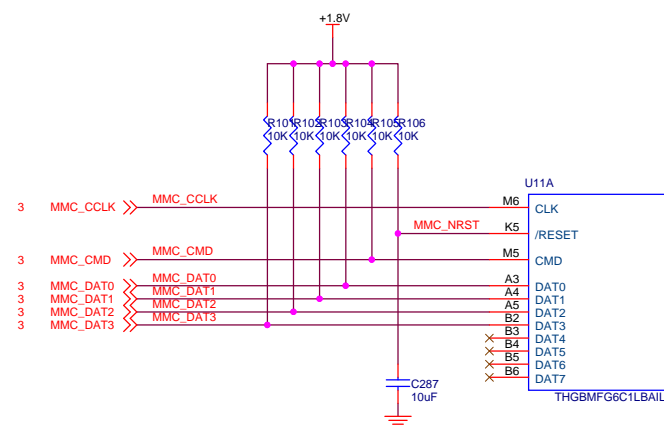 +1.8V
R101 R102 R103 R104 R105 R106
10K 10K 10K 10K 10K 10K
U11A
3 MMC_CCLK MMC_CCLK M6 CLK
MMC_NRST K5 /RESET
3 MMC_CMD MMC_CMD M5 CMD
3 MMC_DAT0 MMC_DAT0 A3 DAT0
3 MMC_DAT1 MMC_DAT1 A4 DAT1
3 MMC_DAT2 MMC_DAT2 A5 DAT2
3 MMC_DAT3 MMC_DAT3 B2 DAT3
B3 DAT4
B4 DAT5
B5 DAT6
B6 DAT7
C287
10uF
THGBMFG6C1LBAIL